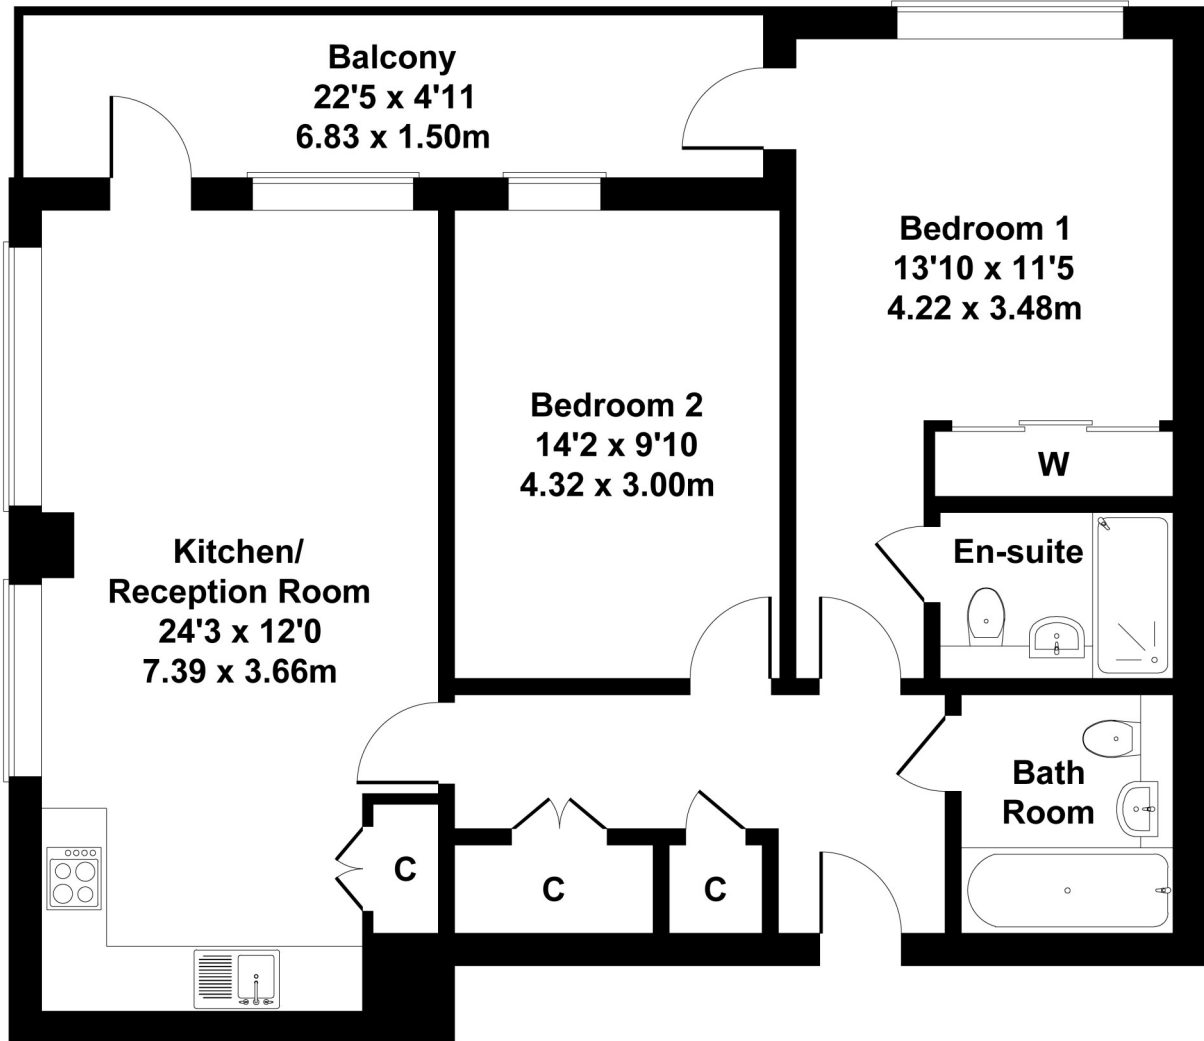 Balcony
22'5 x 4'11
6.83 x 1.50m
Bedroom 1
13'10 x 11'5
4.22 x 3.48m
Bedroom 2
14'2 x 9'10
4.32 x 3.00m
W
Kitchen/
Reception Room
24'3 x 12'0
7.39 x 3.66m
En-suite
Bath
Room
C
C
C